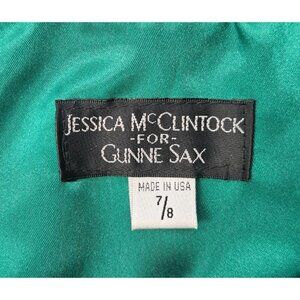 JESSICA McCLINTOCK
-FOR-
GUNNE SAX
MADE IN USA
7/8